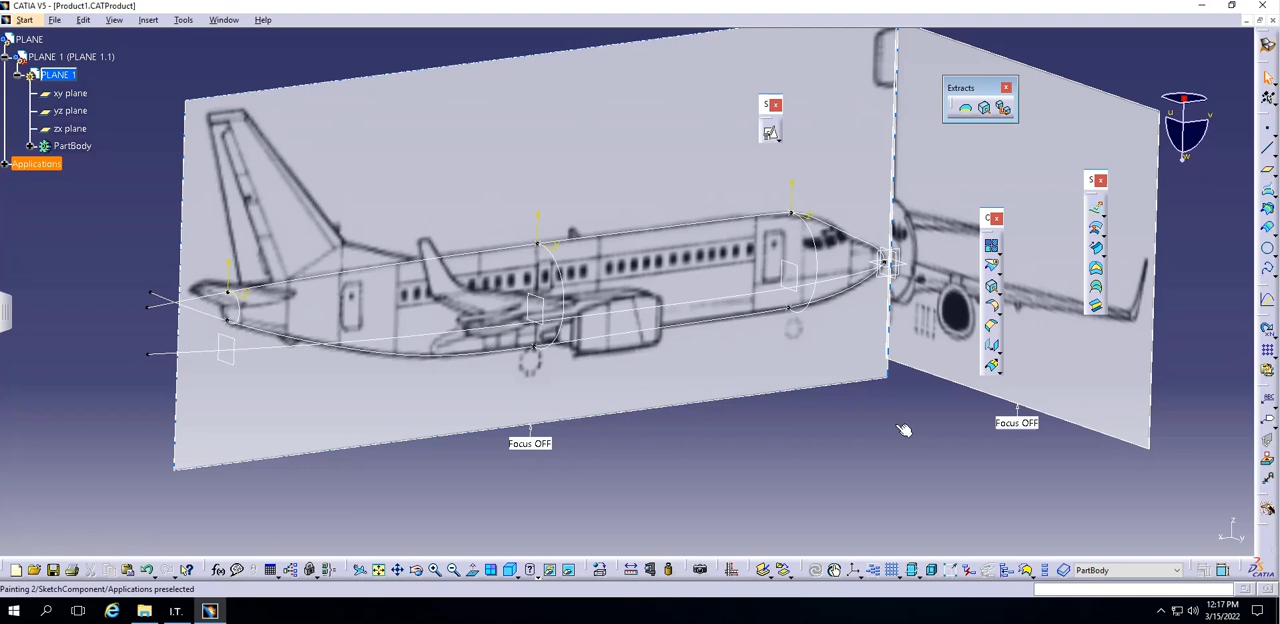 CATIA V5 - [Product1.CATProduct]
Start File Edit View Insert Tools Window Help
PLANE
PLANE 1 (PLANE 1.1)
PLANE 1
xy plane
yz plane
zx plane
PartBody
Applications
S
Extracts
u
v
w
S
C
Focus OFF
Focus OFF
z
x y
f(x)
PartBody
Painting 2/SketchComponent/Applications preselected
I.T.
12:17 PM
3/15/2022